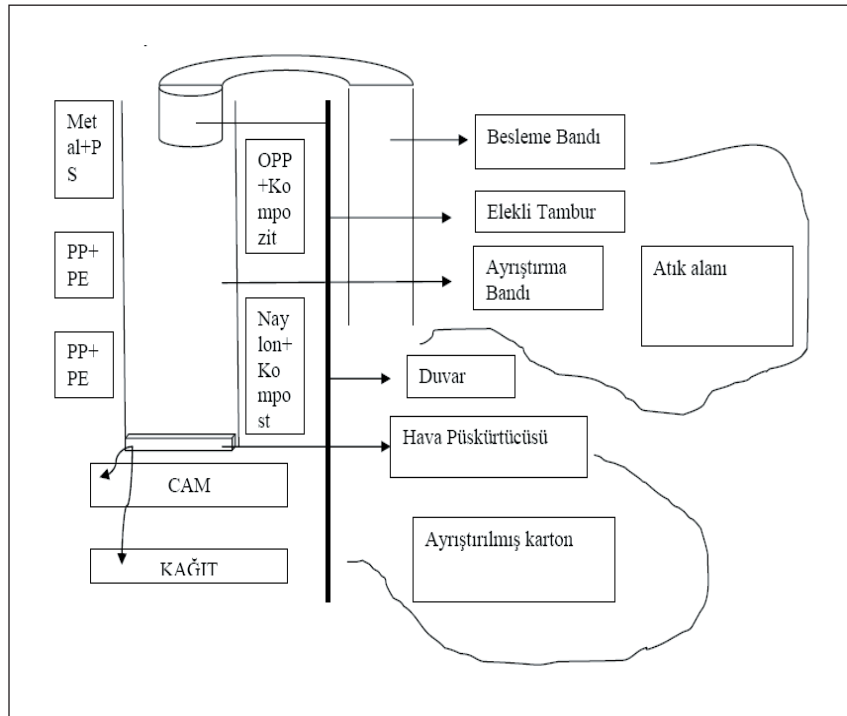 Met
al+P
S
OPP
+Ko
mpo
zit
Besleme Bandı
Elekli Tambur
PP+
PE
Ayrıştırma
Bandı
Atık alanı
Nay
lon+
Ko
mpo
st
PP+
PE
Duvar
Hava Püskürtücüsü
CAM
Ayrıştırılmış karton
KAĞIT